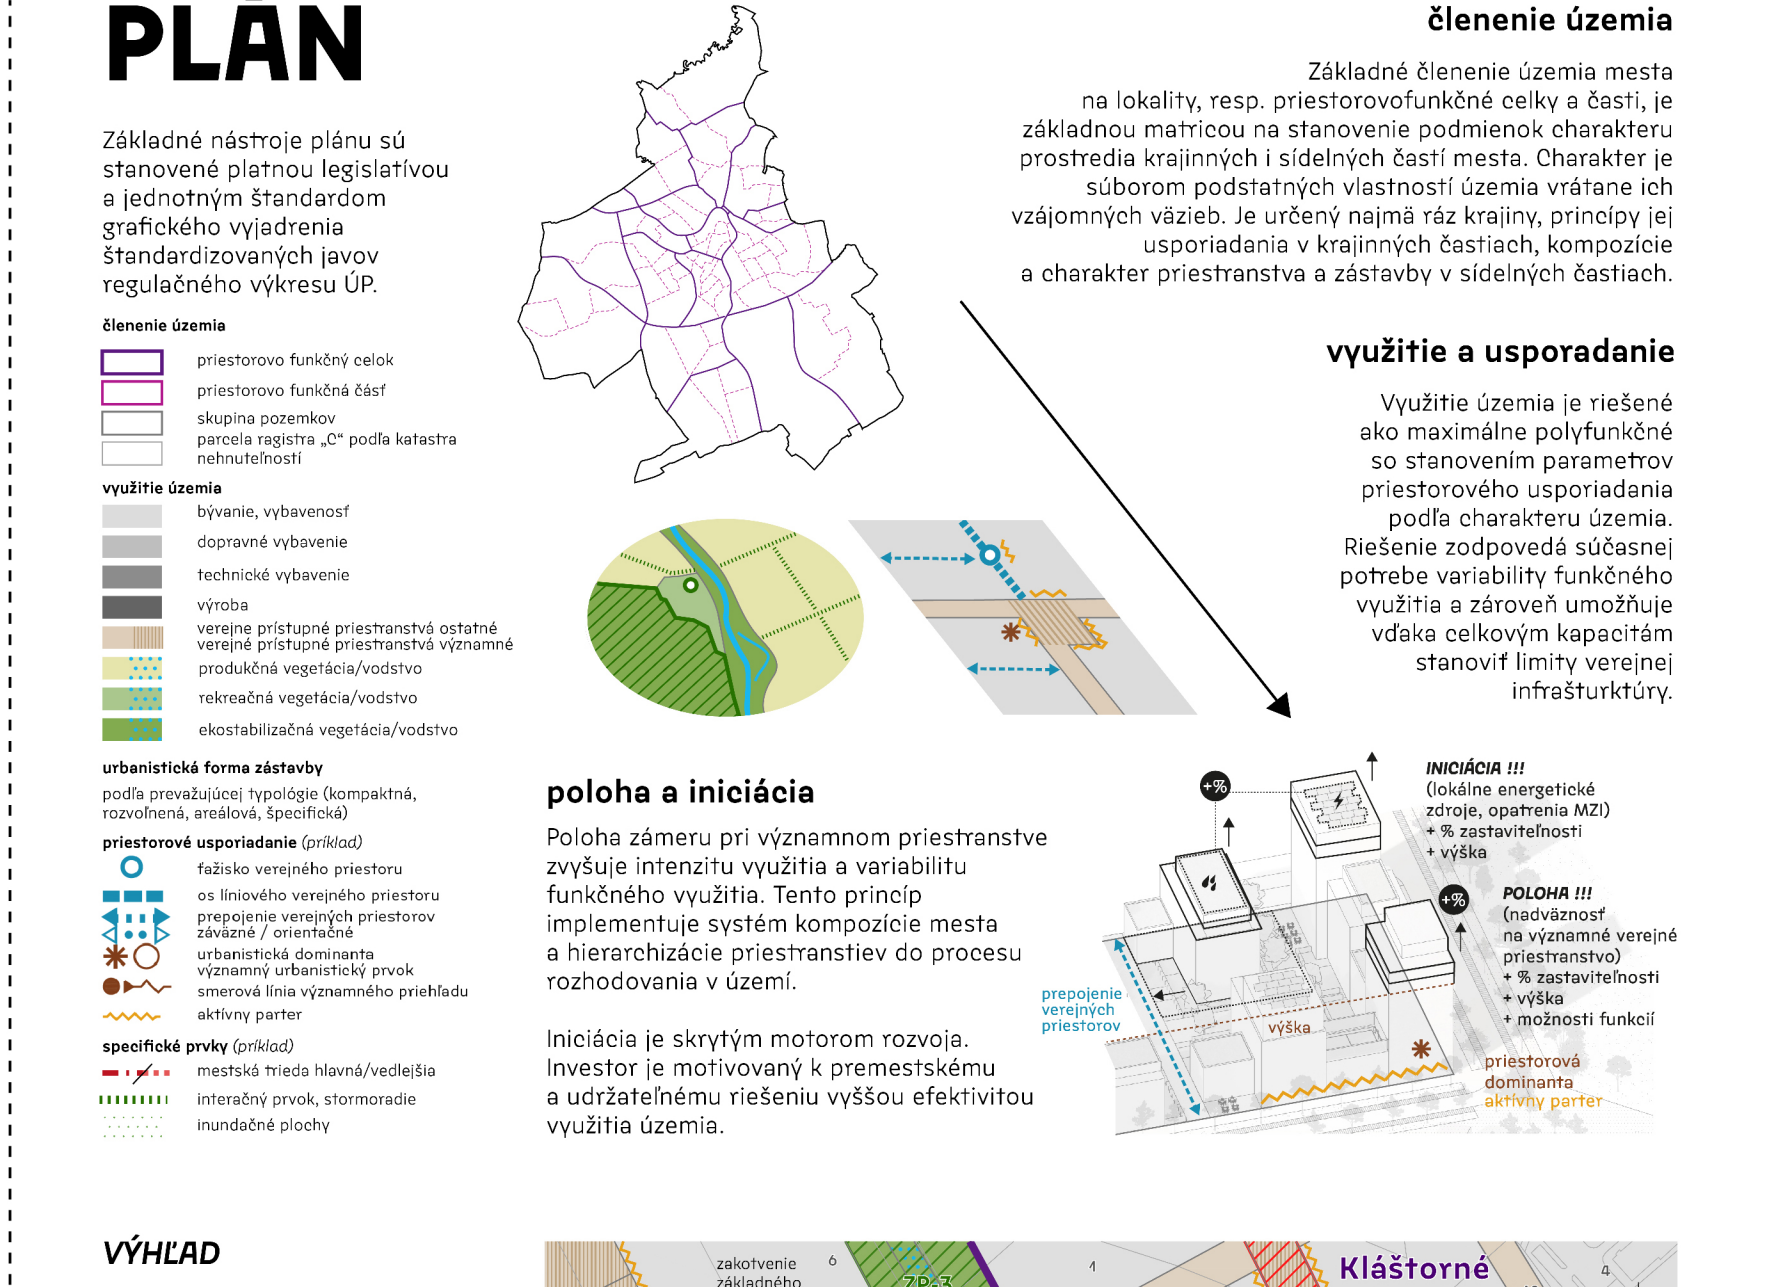 PLÁN
Základné nástroje plánu sú
stanovené platnou legislatívou
a jednotným štandardom
grafického vyjadrenia
štandardizovaných javov
regulačného výkresu ÚP.
členenie územia
priestorovo funkčný celok
priestorovo funkčná čásť
skupina pozemkov
parcela ragistra „C“ podľa katastra
nehnuteľností
využitie územia
bývanie, vybavenosť
dopravné vybavenie
technické vybavenie
výroba
verejne prístupné priestranstvá ostatné
verejné prístupné priestranstvá významné
produkčná vegetácia/vodstvo
rekreačná vegetácia/vodstvo
ekostabilizačná vegetácia/vodstvo
urbanistická forma zástavby
podľa prevažujúcej typológie (kompaktná,
rozvoľnená, areálová, špecifická)
priestorové usporiadanie (príklad)
ťažisko verejného priestoru
os líniového verejného priestoru
prepojenie verejných priestorov
záväzné / orientačné
urbanistická dominanta
významný urbanistický prvok
smerová línia významného priehľadu
aktívny parter
specifické prvky (príklad)
mestská trieda hlavná/vedlejšia
interačný prvok, stormoradie
inundačné plochy
členenie územia
Základné členenie územia mesta
na lokality, resp. priestorovofunkčné celky a časti, je
základnou matricou na stanovenie podmienok charakteru
prostredia krajinných i sídelných častí mesta. Charakter je
súborom podstatných vlastností územia vrátane ich
vzájomných väzieb. Je určený najmä ráz krajiny, princípy jej
usporiadania v krajinných častiach, kompozície
a charakter priestranstva a zástavby v sídelných častiach.
využitie a usporadanie
Využitie územia je riešené
ako maximálne polyfunkčné
so stanovením parametrov
priestorového usporiadania
podľa charakteru územia.
Riešenie zodpovedá súčasnej
potrebe variability funkčného
využitia a zároveň umožňuje
vďaka celkovým kapacitám
stanoviť limity verejnej
infrašturktúry.
poloha a iniciácia
Poloha zámeru pri významnom priestranstve
zvyšuje intenzitu využitia a variabilitu
funkčného využitia. Tento princíp
implementuje systém kompozície mesta
a hierarchizácie priestranstiev do procesu
rozhodovania v území.
Iniciácia je skrytým motorom rozvoja.
Investor je motivovaný k premestskému
a udržateľnému riešeniu vyššou efektivitou
využitia územia.
+%
INICIÁCIA !!!
(lokálne energetické
zdroje, opatrenia MZI)
+ % zastaviteľnosti
+ výška
+%
POLOHA !!!
(nadväznosť
na významné verejné
priestranstvo)
+ % zastaviteľnosti
+ výška
+ možnosti funkcií
prepojenie
verejných
priestorov
výška
priestorová
dominanta
aktívny parter
VÝHĽAD
zakotvenie
základného
6
ZP-3
1
Kláštorné
4